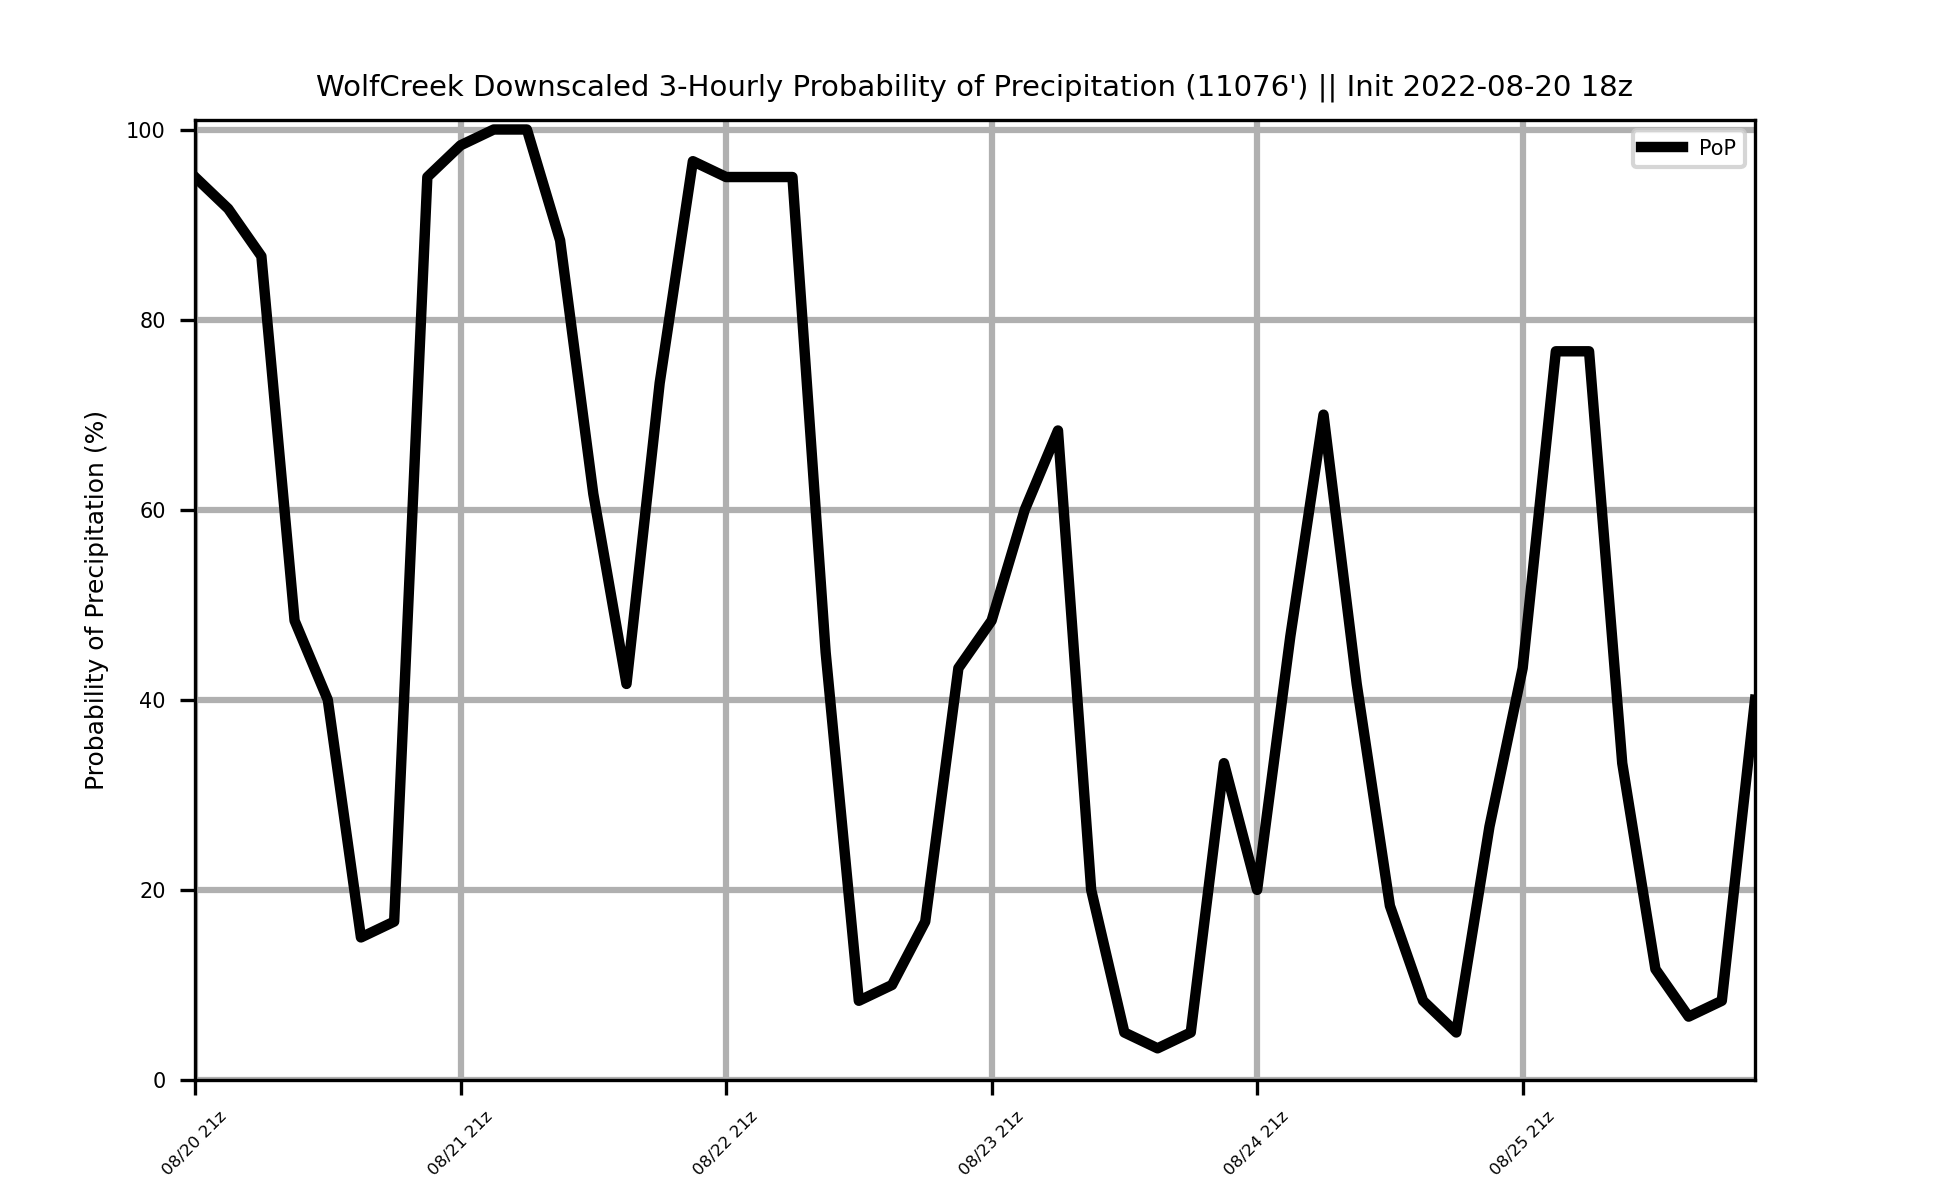 WolfCreek Downscaled 3-Hourly Probability of Precipitation (11076') || Init 2022-08-20 18z
PoP
Probability of Precipitation (%)
100
80
60
40
20
0
08/20 21z
08/21 21z
08/22 21z
08/23 21z
08/24 21z
08/25 21z